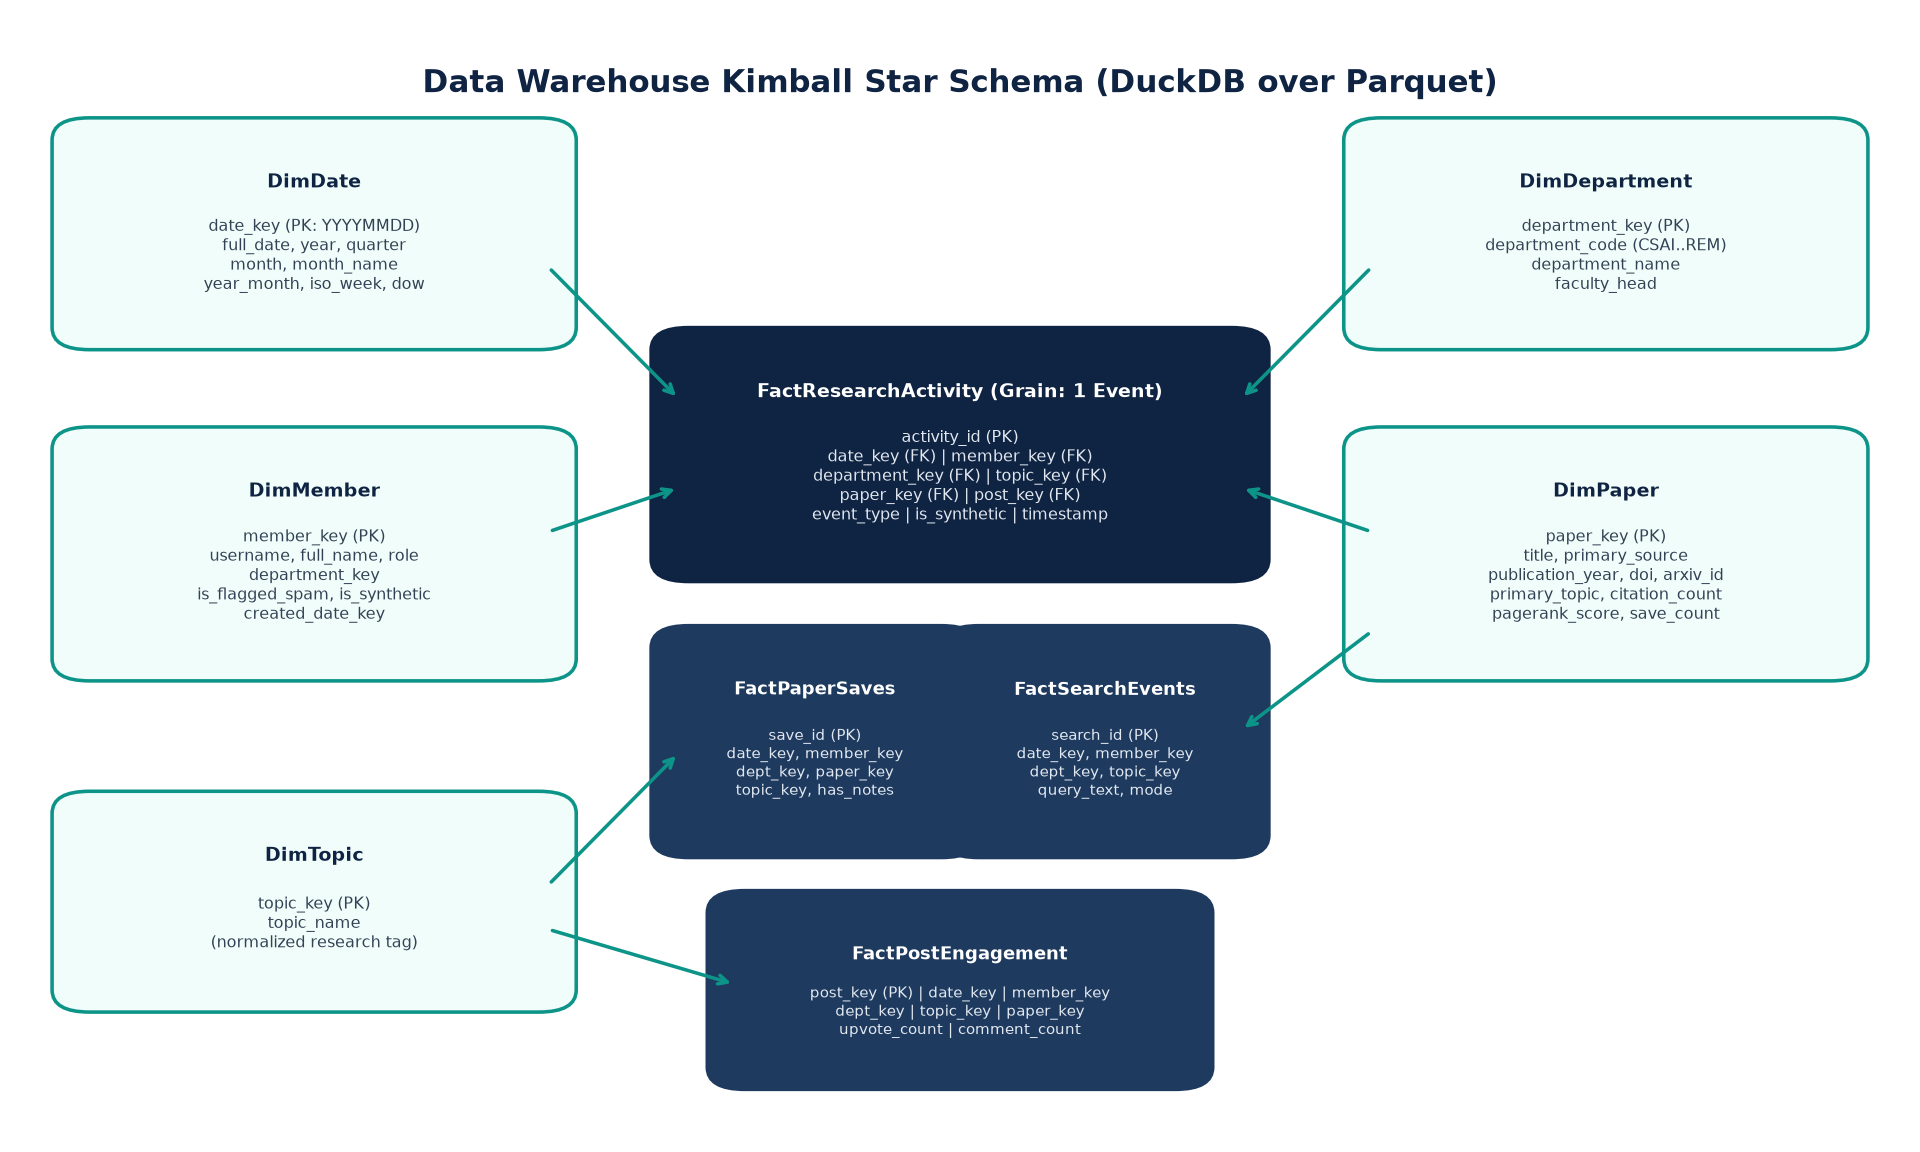 Data Warehouse Kimball Star Schema (DuckDB over Parquet)
DimDate
date_key (PK: YYYYMMDD)
full_date, year, quarter
month, month_name
year_month, iso_week, dow
DimDepartment
department_key (PK)
department_code (CSAI..REM)
department_name
faculty_head
FactResearchActivity (Grain: 1 Event)
activity_id (PK)
date_key (FK) | member_key (FK)
department_key (FK) | topic_key (FK)
paper_key (FK) | post_key (FK)
event_type | is_synthetic | timestamp
DimMember
member_key (PK)
username, full_name, role
department_key
is_flagged_spam, is_synthetic
created_date_key
DimPaper
paper_key (PK)
title, primary_source
publication_year, doi, arxiv_id
primary_topic, citation_count
pagerank_score, save_count
FactPaperSaves
save_id (PK)
date_key, member_key
dept_key, paper_key
topic_key, has_notes
FactSearchEvents
search_id (PK)
date_key, member_key
dept_key, topic_key
query_text, mode
DimTopic
topic_key (PK)
topic_name
(normalized research tag)
FactPostEngagement
post_key (PK) | date_key | member_key
dept_key | topic_key | paper_key
upvote_count | comment_count